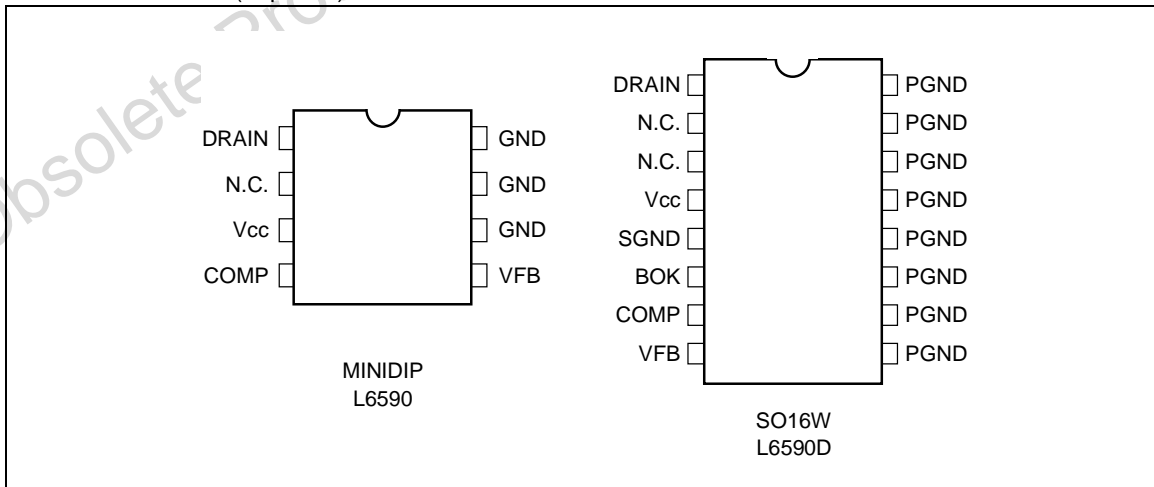 Obsolete
DRAIN
N.C.
Vcc
COMP
GND
GND
GND
VFB
MINIDIP
L6590
DRAIN
N.C.
N.C.
Vcc
SGND
BOK
COMP
VFB
PGND
PGND
PGND
PGND
PGND
PGND
PGND
PGND
SO16W
L6590D